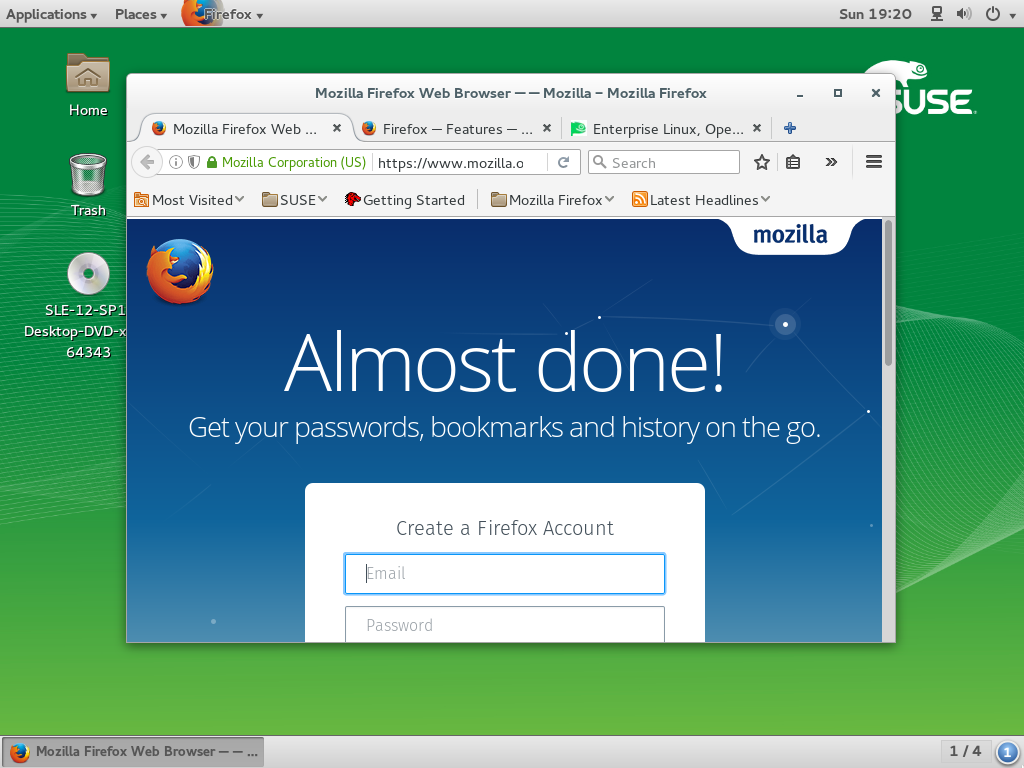 Applications Places Firefox Sun 19:20
Home
Trash
SLE-12-SP1
Desktop-DVD-x
64343
SUSE
Mozilla Firefox Web Browser — — Mozilla – Mozilla Firefox
Mozilla Firefox Web ... Firefox — Features — ... Enterprise Linux, Ope...
Mozilla Corporation (US) https://www.mozilla.o Search
Most Visited SUSE Getting Started Mozilla Firefox Latest Headlines
mozilla
Almost done!
Get your passwords, bookmarks and history on the go.
Create a Firefox Account
Email
Password
Mozilla Firefox Web Browser — — ... 1 / 4 1